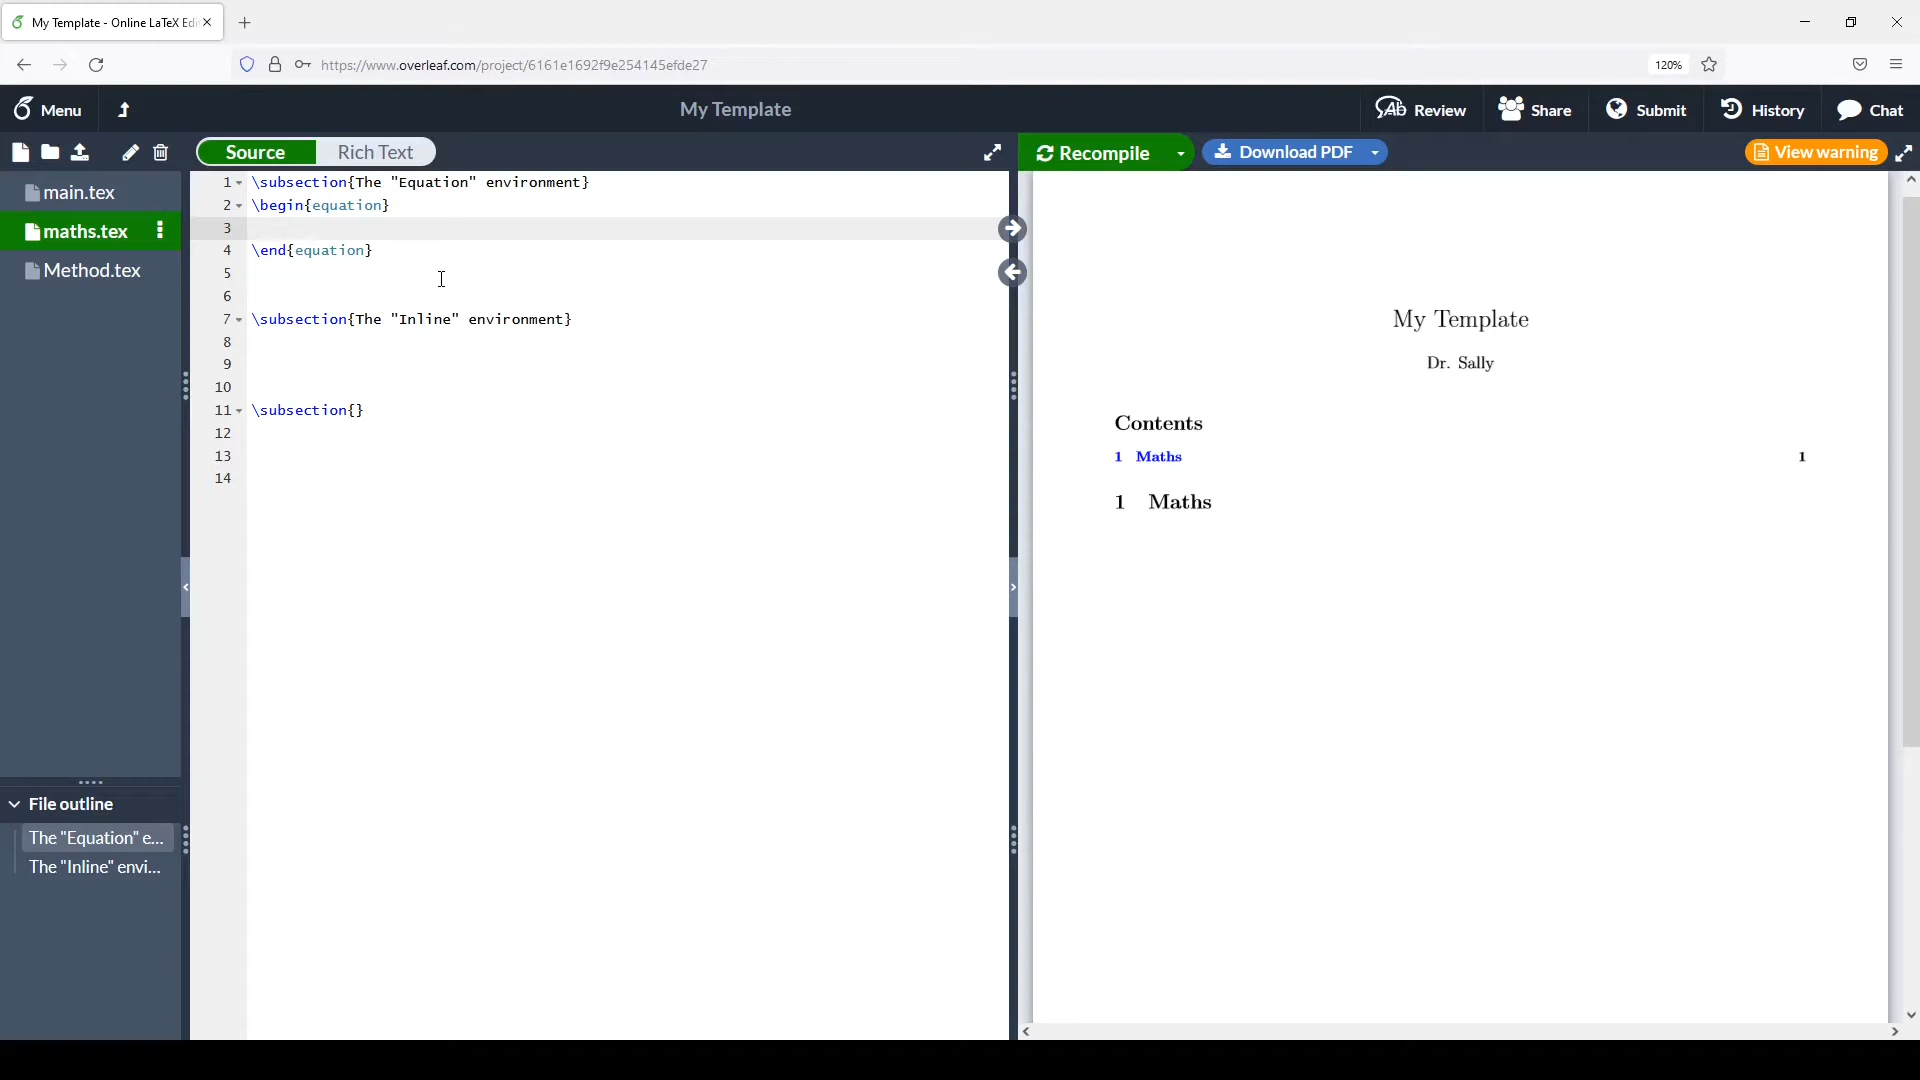 My Template - Online LaTeX Edi
https://www.overleaf.com/project/6161e1692f9e254145efde27
120%
Menu
My Template
Review
Share
Submit
History
Chat
Source
Rich Text
Recompile
Download PDF
View warning
main.tex
maths.tex
Method.tex
1 \subsection{The "Equation" environment}
2 \begin{equation}
3
4 \end{equation}
5
6
7 \subsection{The "Inline" environment}
8
9
10
11 \subsection{}
12
13
14
File outline
The "Equation" e...
The "Inline" envi...
My Template
Dr. Sally
Contents
1 Maths 1
1 Maths